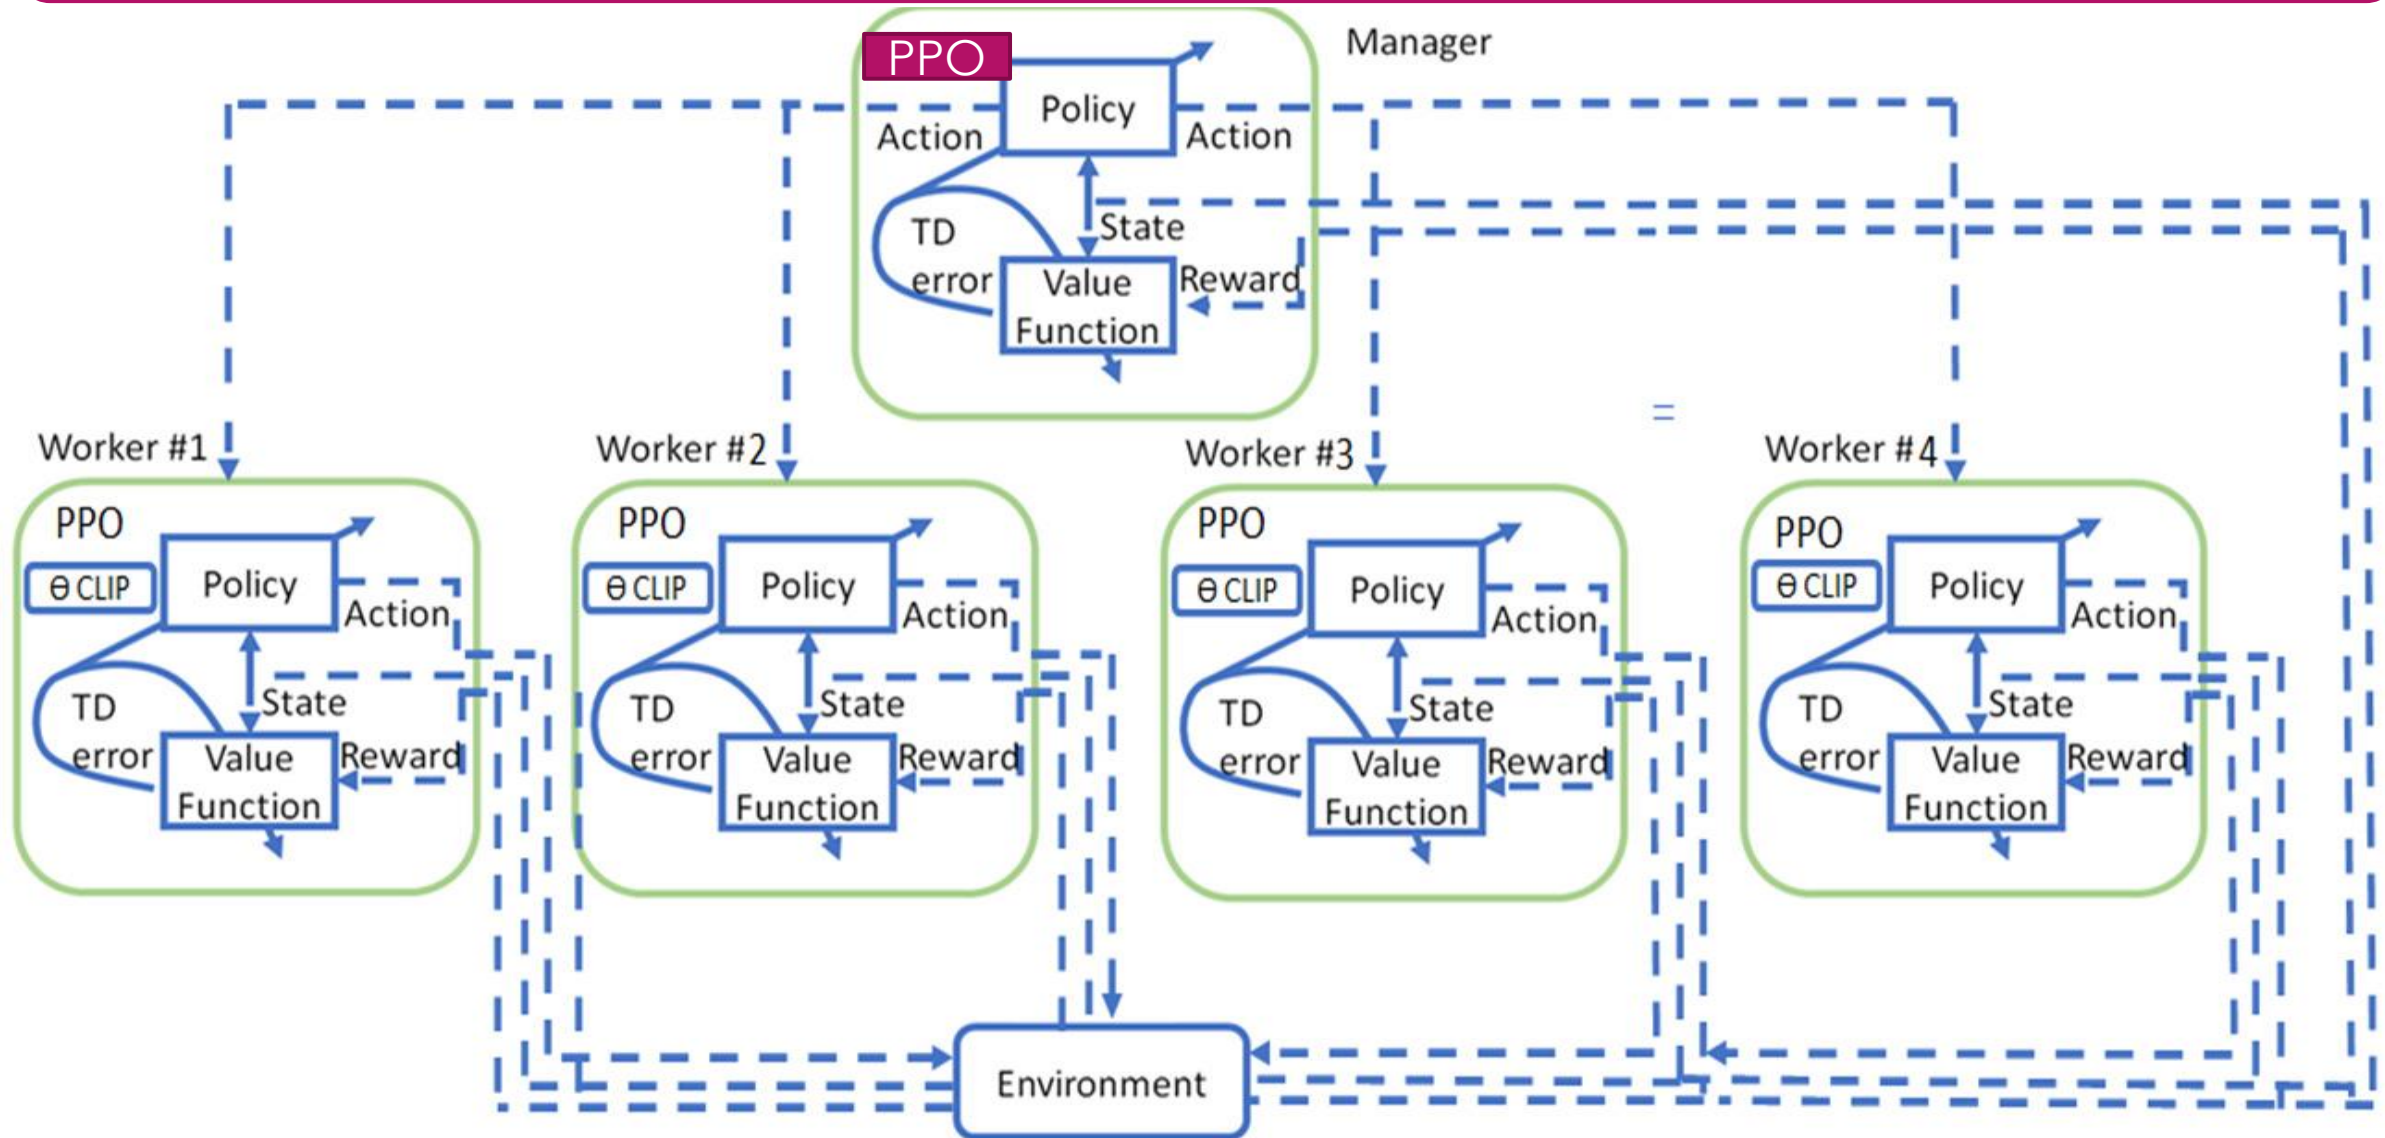 PPO
Manager
Policy
Action
Action
TD
error
State
Value
Function
Reward
Worker #1
PPO
Θ CLIP
Policy
Action
TD
error
State
Value
Function
Reward
Worker #2
PPO
Θ CLIP
Policy
Action
TD
error
State
Value
Function
Reward
Worker #3
PPO
Θ CLIP
Policy
Action
TD
error
State
Value
Function
Reward
=
Worker #4
PPO
Θ CLIP
Policy
Action
TD
error
State
Value
Function
Reward
Environment